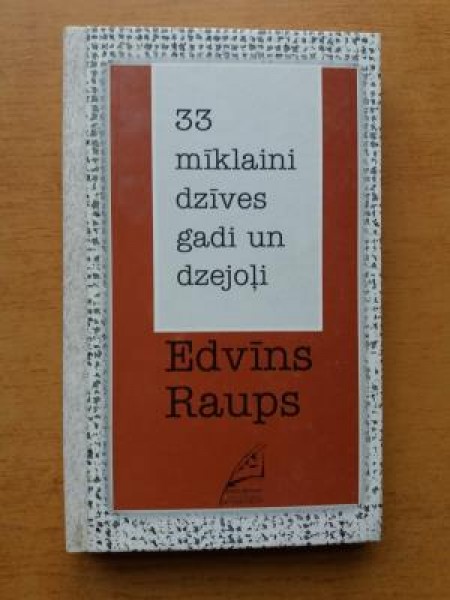 33
mīklaini
dzīves
gadi un
dzejoļi
Edvīns
Raups